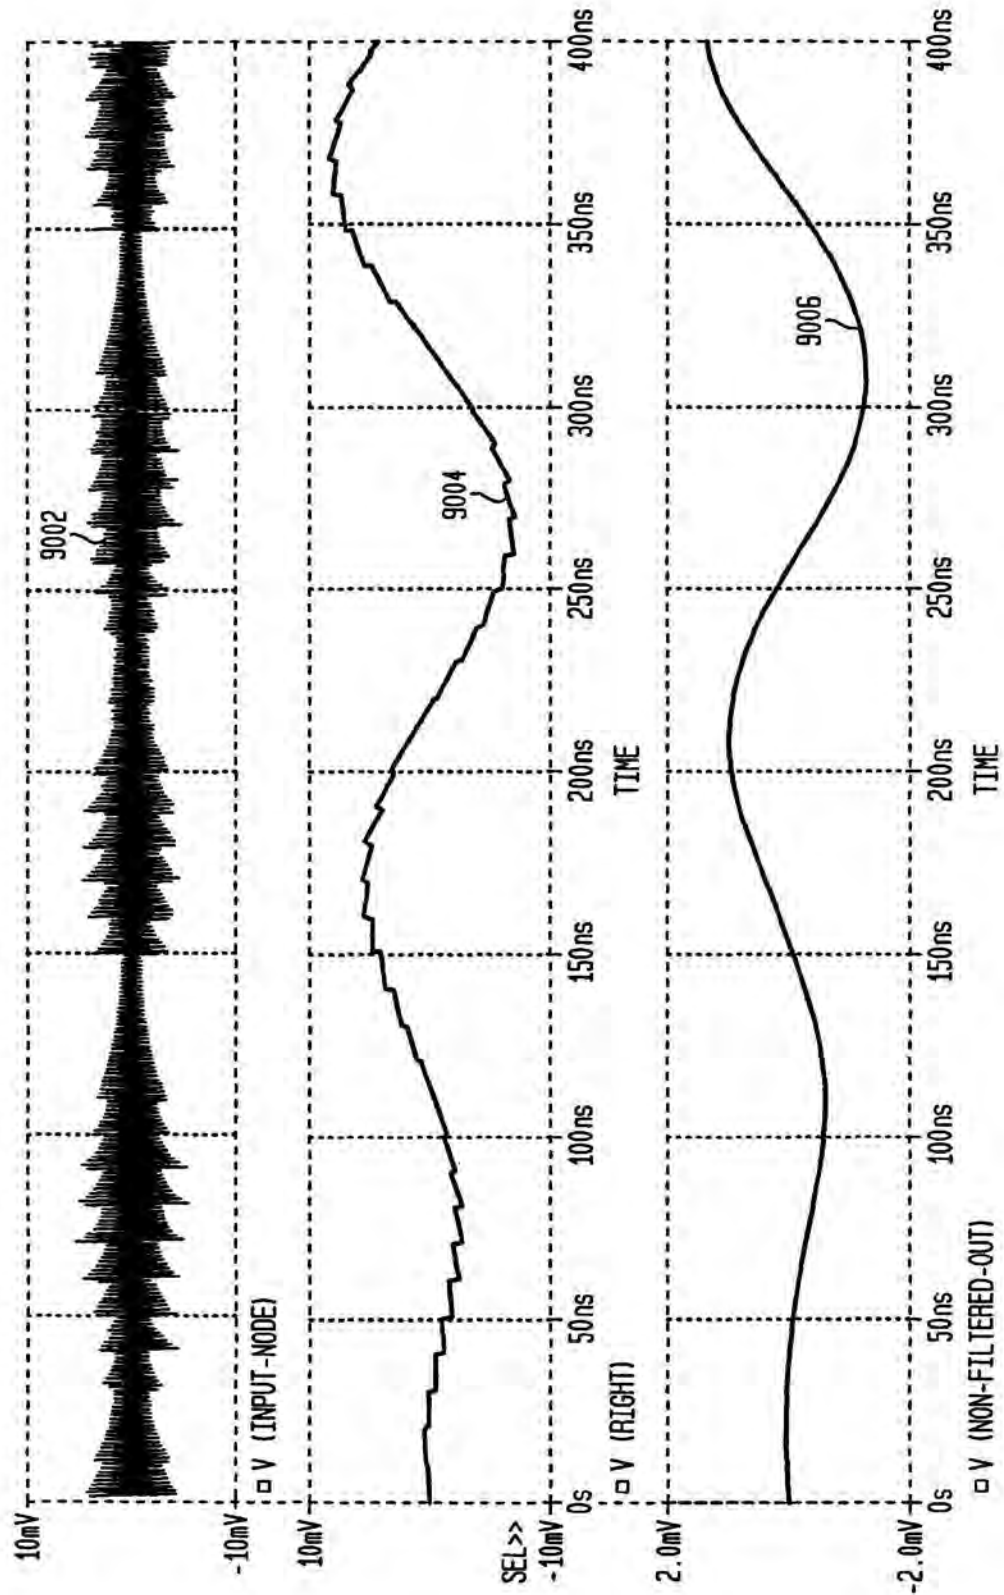 10mV
9002
-10mV
□ V (INPUT-NODE)
10mV
9004
SEL>>
-10mV
0s 50ns 100ns 150ns 200ns 250ns 300ns 350ns 400ns
□ V (RIGHT)
TIME
2.0mV
9006
-2.0mV
0s 50ns 100ns 150ns 200ns 250ns 300ns 350ns 400ns
□ V (NON-FILTERED-OUT)
TIME